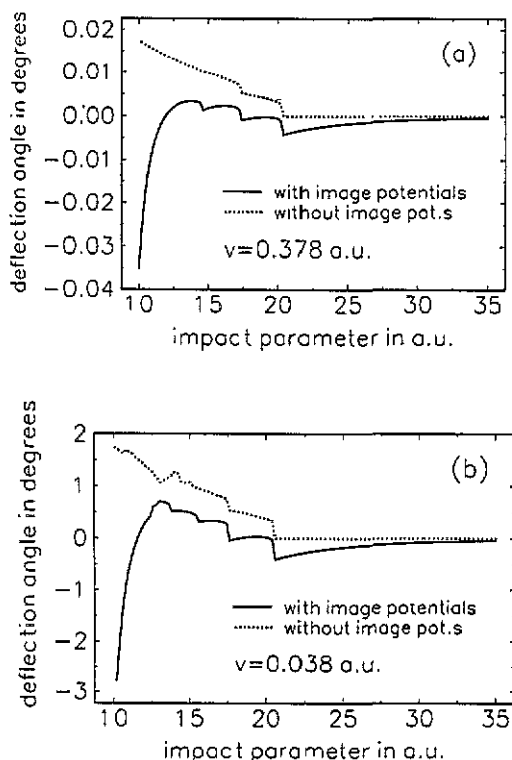 deflection angle in degrees
0.02
0.01
0.00
−0.01
−0.02
−0.03
−0.04
(a)
with image potentials
without image pot.s
v=0.378 a.u.
10 15 20 25 30 35
impact parameter in a.u.
deflection angle in degrees
2
1
0
−1
−2
−3
(b)
with image potentials
without image pot.s
v=0.038 a.u.
10 15 20 25 30 35
impact parameter in a.u.